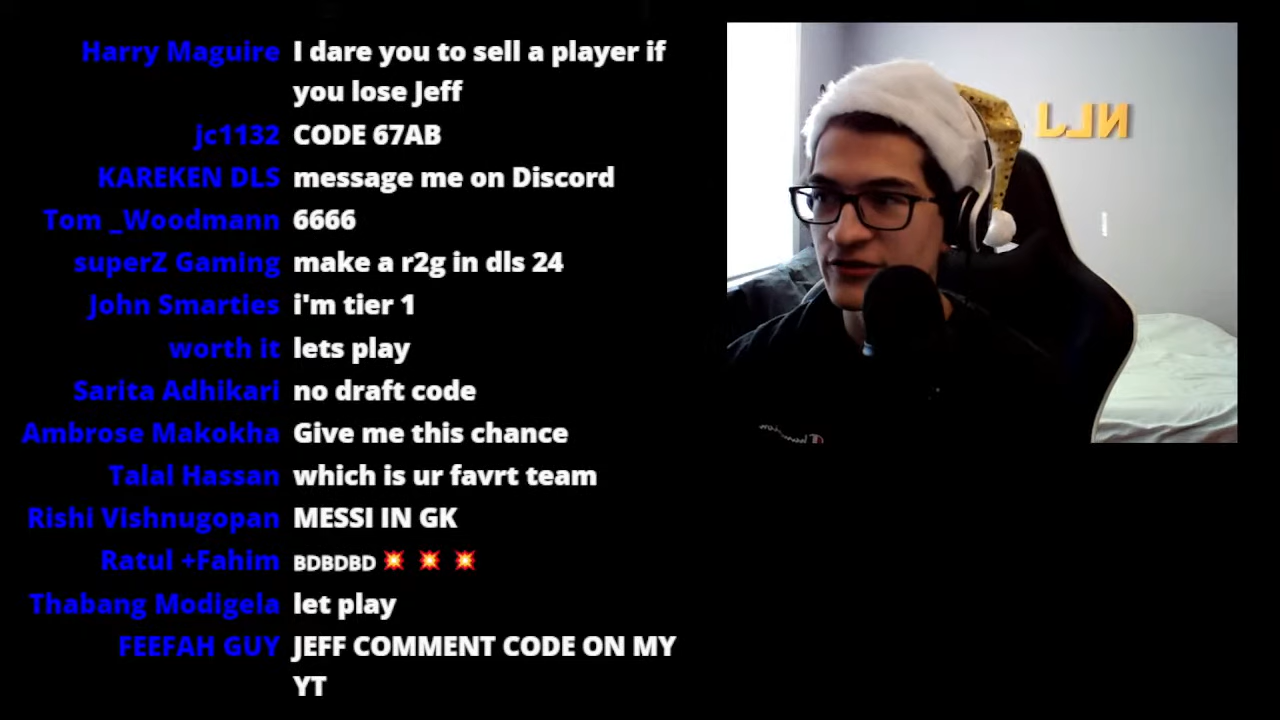 Harry Maguire I dare you to sell a player if
you lose Jeff
jc1132 CODE 67AB
KAREKEN DLS message me on Discord
Tom _Woodmann 6666
superZ Gaming make a r2g in dls 24
John Smarties i'm tier 1
worth it lets play
Sarita Adhikari no draft code
Ambrose Makokha Give me this chance
Talal Hassan which is ur favrt team
Rishi Vishnugopan MESSI IN GK
Ratul +Fahim BDBDBD 💥 💥 💥
Thabang Modigela let play
FEEFAH GUY JEFF COMMENT CODE ON MY
YT
NLJ
Champion